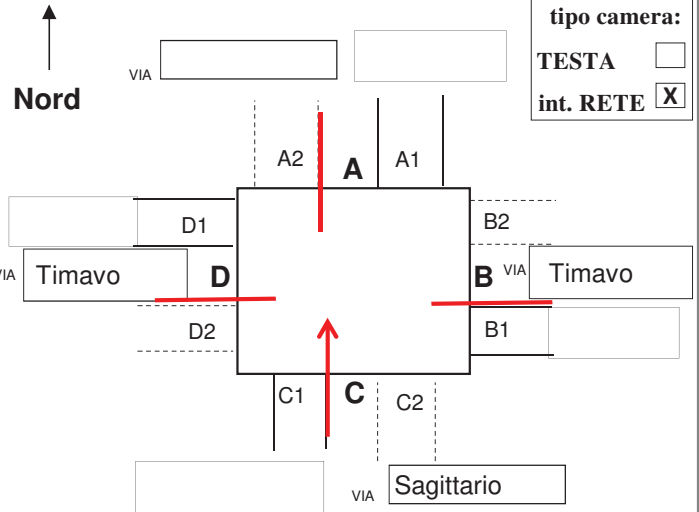 tipo camera:
TESTA
int. RETE X
Nord
VIA
A2 A A1
D1 B2
VIA Timavo D B VIA Timavo
D2 B1
C1 C C2
VIA Sagittario